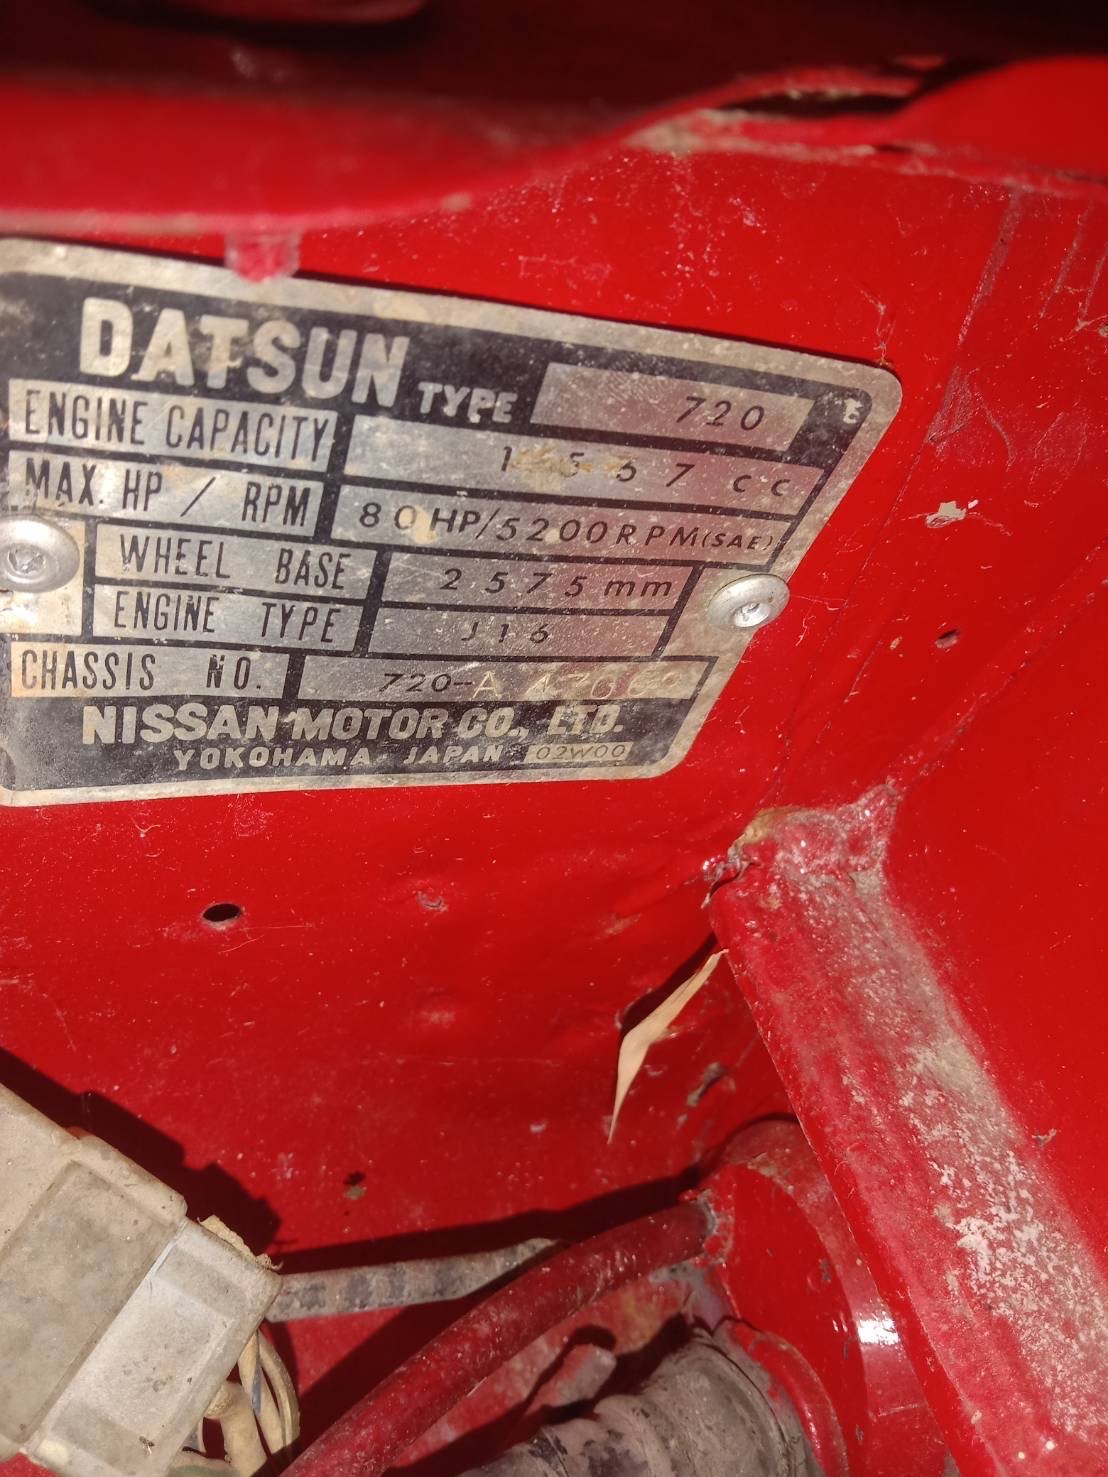 DATSUN TYPE 720 E
ENGINE CAPACITY 1567 cc
MAX. HP / RPM 80HP/5200RPM(SAE)
WHEEL BASE 2575mm
ENGINE TYPE J16
CHASSIS NO. 720-
NISSAN MOTOR CO., LTD.
YOKOHAMA JAPAN 02W00